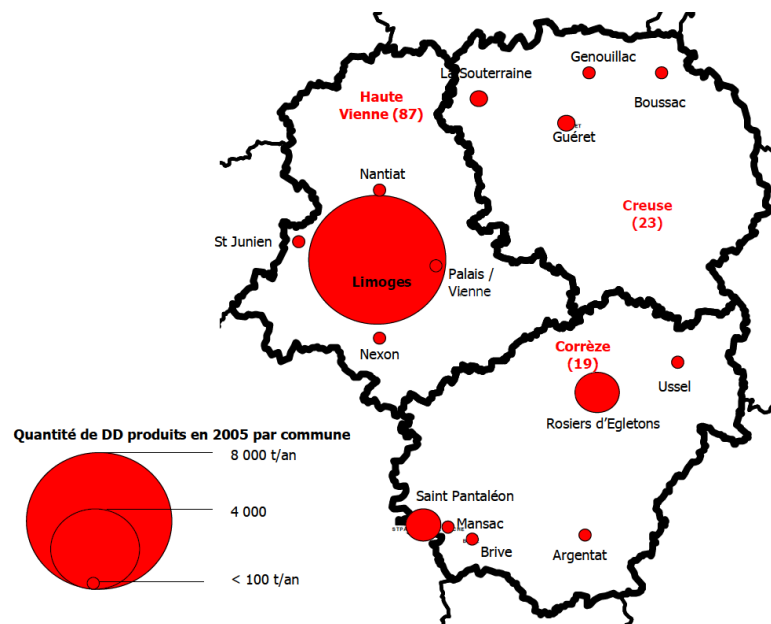 Genouillac
La Souterraine
Haute
Vienne (87)
Boussac
Guéret
Nantiat
Creuse
(23)
St Junien
Palais /
Vienne
Limoges
Nexon
Corrèze
(19)
Ussel
Rosiers d'Egletons
Quantité de DD produits en 2005 par commune
8 000 t/an
4 000
< 100 t/an
Saint Pantaléon
Mansac
Brive
Argentat